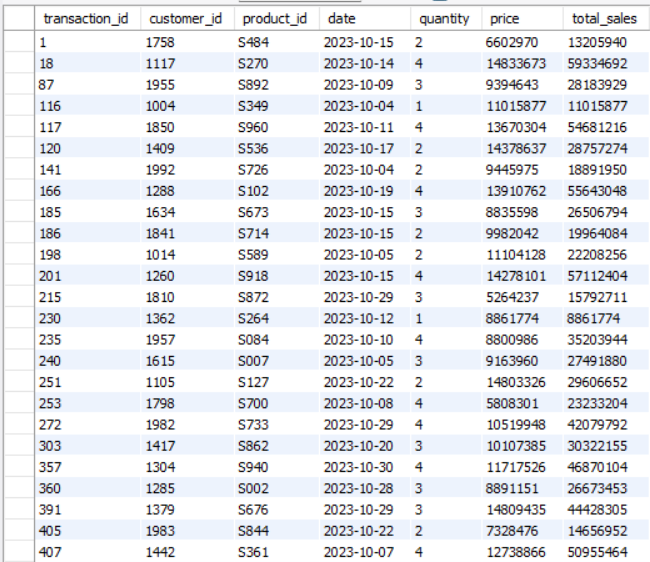 transaction_id customer_id product_id date quantity price total_sales
1 1758 S484 2023-10-15 2 6602970 13205940
18 1117 S270 2023-10-14 4 14833673 59334692
87 1955 S892 2023-10-09 3 9394643 28183929
116 1004 S349 2023-10-04 1 11015877 11015877
117 1850 S960 2023-10-11 4 13670304 54681216
120 1409 S536 2023-10-17 2 14378637 28757274
141 1992 S726 2023-10-04 2 9445975 18891950
166 1288 S102 2023-10-19 4 13910762 55643048
185 1634 S673 2023-10-15 3 8835598 26506794
186 1841 S714 2023-10-15 2 9982042 19964084
198 1014 S589 2023-10-05 2 11104128 22208256
201 1260 S918 2023-10-15 4 14278101 57112404
215 1810 S872 2023-10-29 3 5264237 15792711
230 1362 S264 2023-10-12 1 8861774 8861774
235 1957 S084 2023-10-10 4 8800986 35203944
240 1615 S007 2023-10-05 3 9163960 27491880
251 1105 S127 2023-10-22 2 14803326 29606652
253 1798 S700 2023-10-08 4 5808301 23233204
272 1982 S733 2023-10-29 4 10519948 42079792
303 1417 S862 2023-10-20 3 10107385 30322155
357 1304 S940 2023-10-30 4 11717526 46870104
360 1285 S002 2023-10-28 3 8891151 26673453
391 1379 S676 2023-10-29 3 14809435 44428305
405 1983 S844 2023-10-22 2 7328476 14656952
407 1442 S361 2023-10-07 4 12738866 50955464